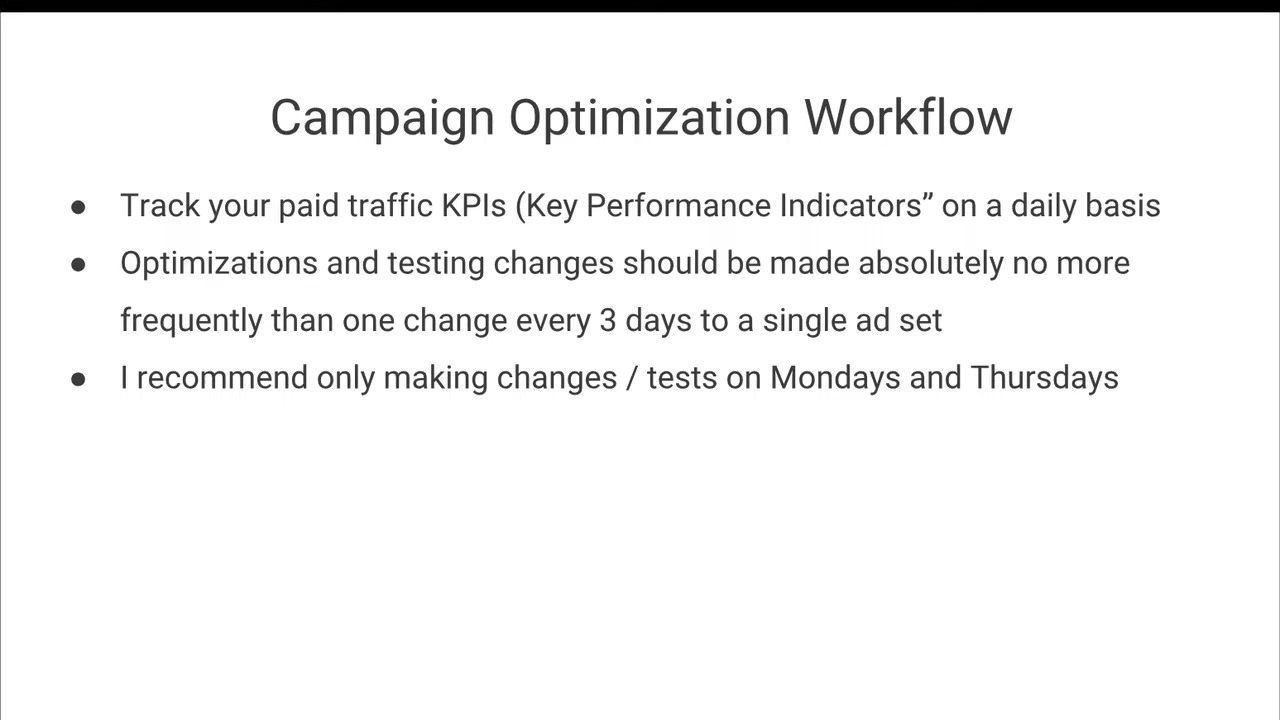 Campaign Optimization Workflow
● Track your paid traffic KPIs (Key Performance Indicators” on a daily basis
● Optimizations and testing changes should be made absolutely no more
frequently than one change every 3 days to a single ad set
● I recommend only making changes / tests on Mondays and Thursdays